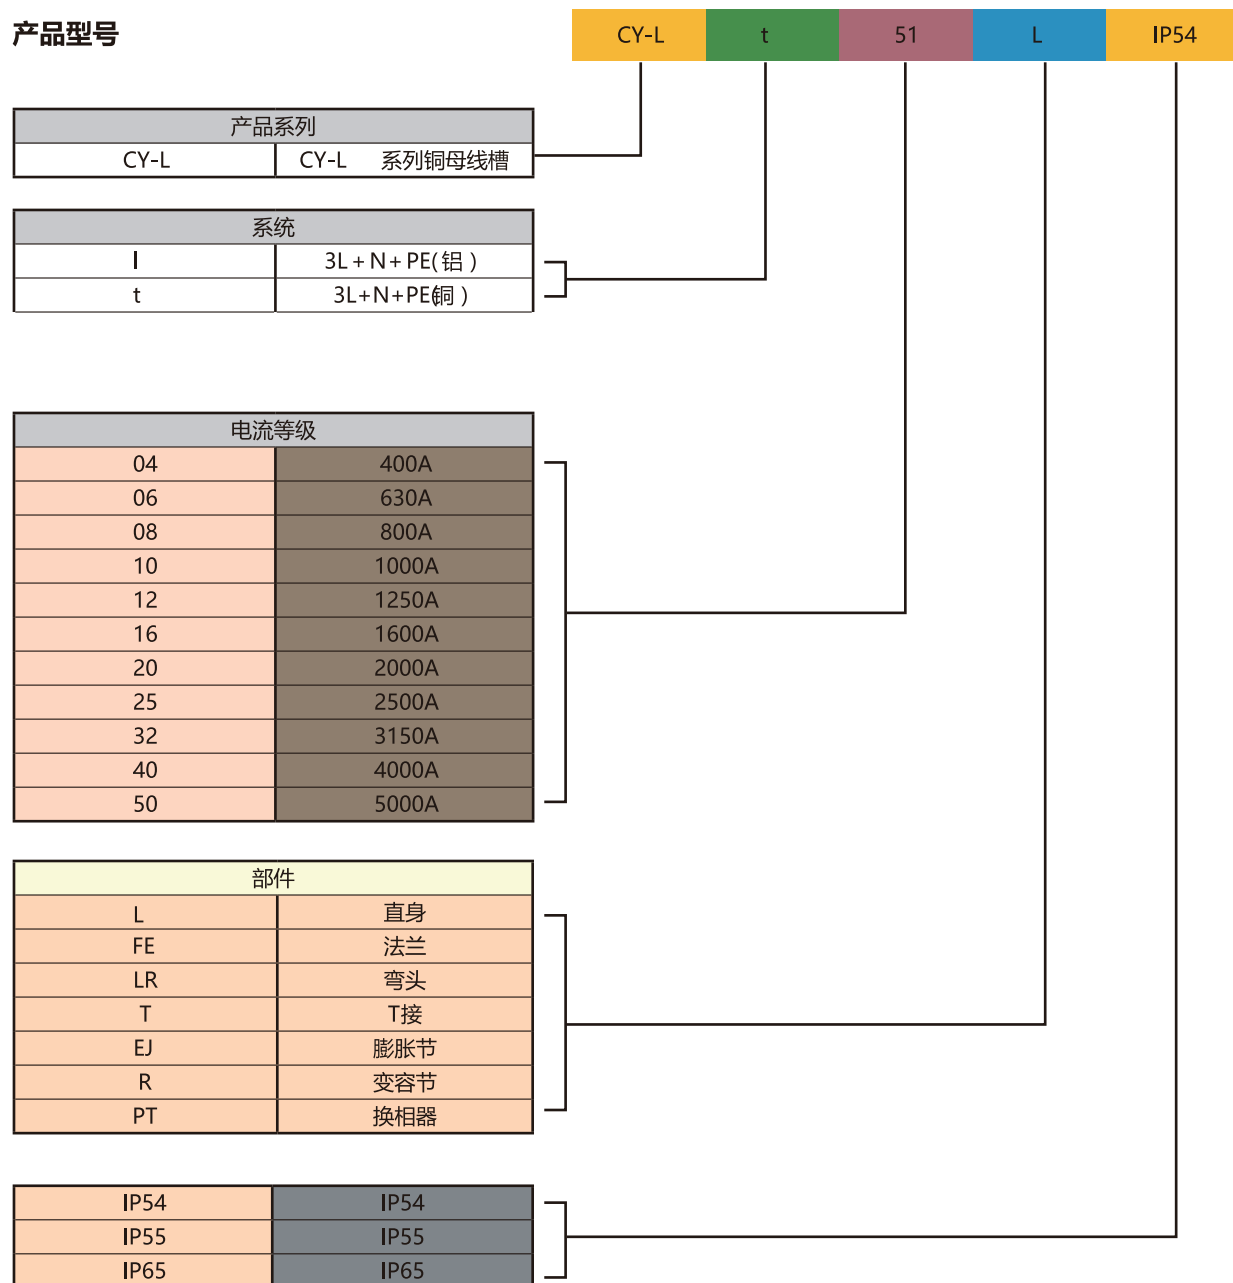 产品型号
CY-L t 51 L IP54
产品系列
CY-L CY-L 系列铜母线槽
系统
l 3L+N+PE(铝)
t 3L+N+PE(铜)
电流等级
04 400A
06 630A
08 800A
10 1000A
12 1250A
16 1600A
20 2000A
25 2500A
32 3150A
40 4000A
50 5000A
部件
L 直身
FE 法兰
LR 弯头
T T接
EJ 膨胀节
R 变容节
PT 换相器
IP54 IP54
IP55 IP55
IP65 IP65